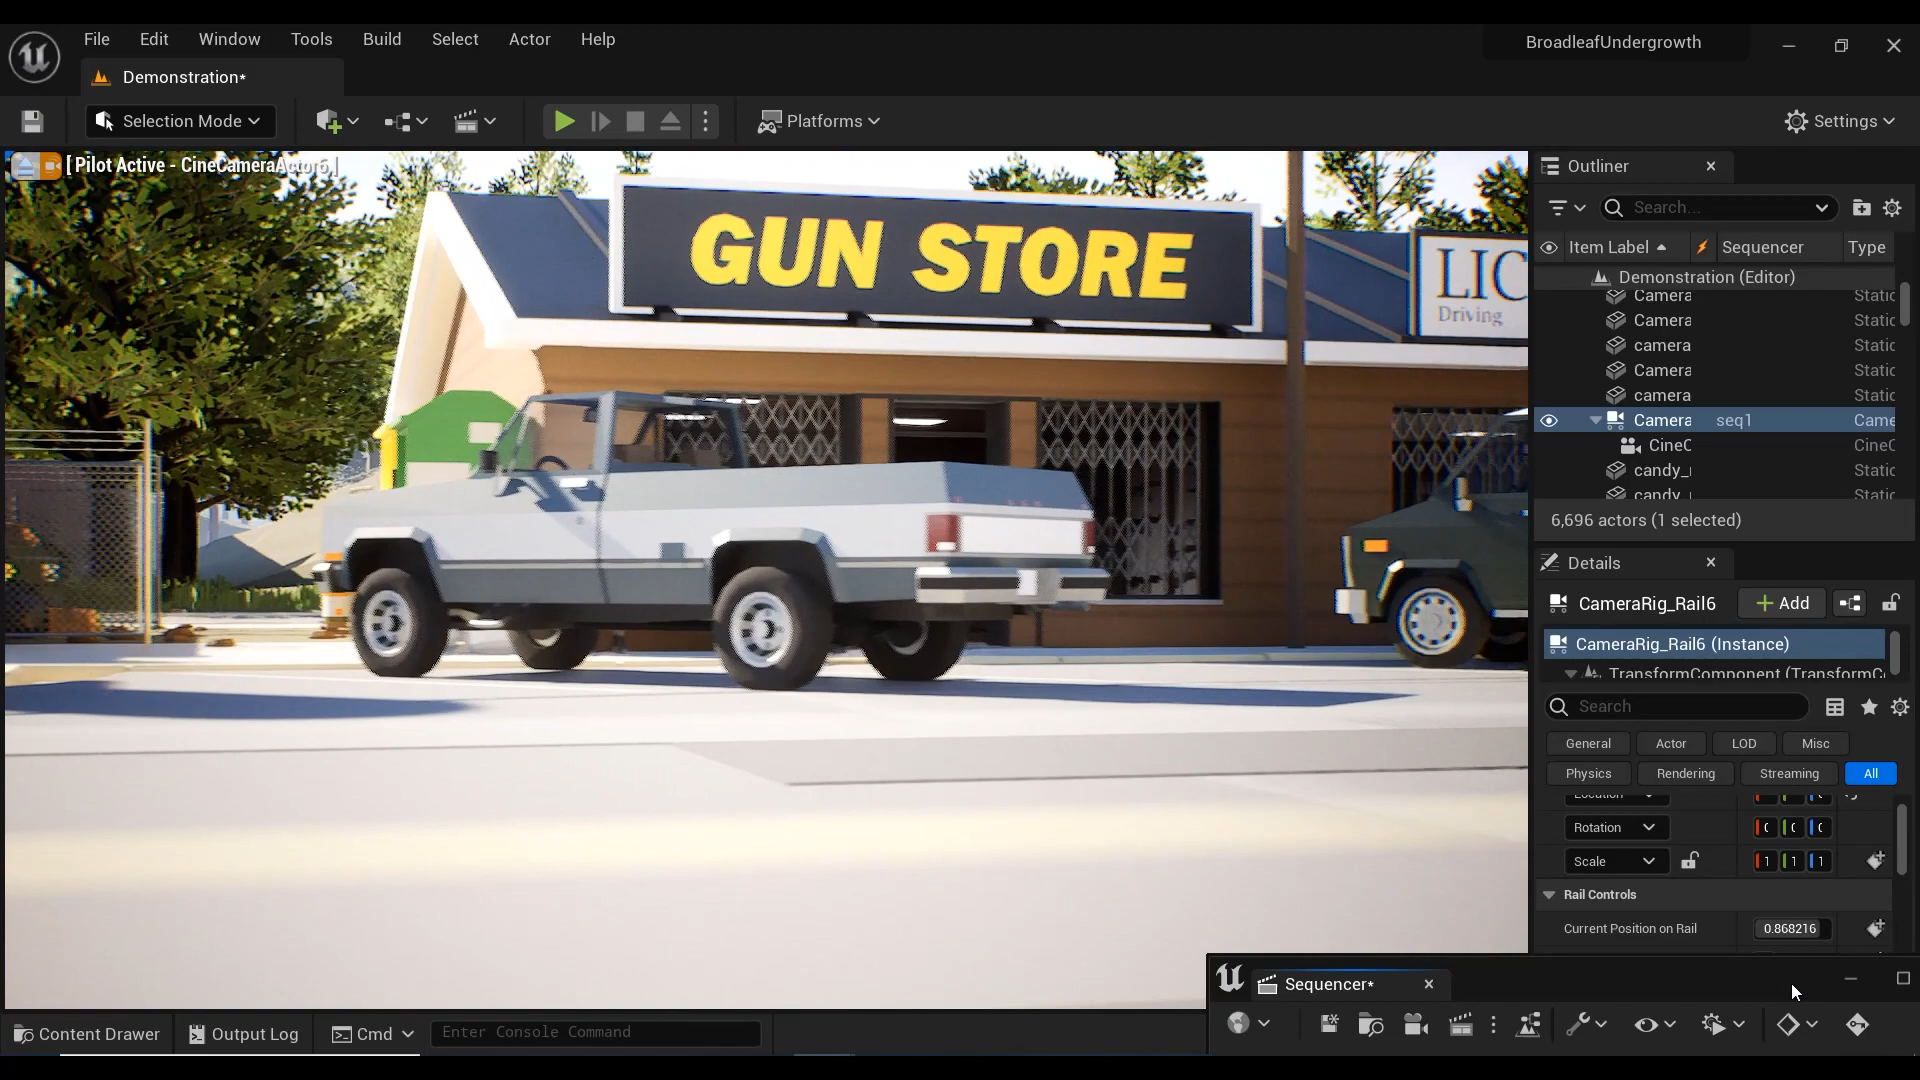 File Edit Window Tools Build Select Actor Help
BroadleafUndergrowth
Demonstration*
Selection Mode
Platforms
Settings
[ Pilot Active - CineCameraActor6 ]
GUN STORE
LIC
Driving
Outliner
Search...
Item Label Sequencer Type
Demonstration (Editor)
Camera Static
Camera Static
camera Static
Camera Static
camera Static
Camera seq1 Came
CineC CineC
candy_ Static
candy_ Static
6,696 actors (1 selected)
Details
CameraRig_Rail6 Add
CameraRig_Rail6 (Instance)
TransformComponent (TransformC
Search
General Actor LOD Misc
Physics Rendering Streaming All
Location
Rotation
Scale 1 1 1
Rail Controls
Current Position on Rail 0.868216
Sequencer*
Content Drawer Output Log Cmd Enter Console Command